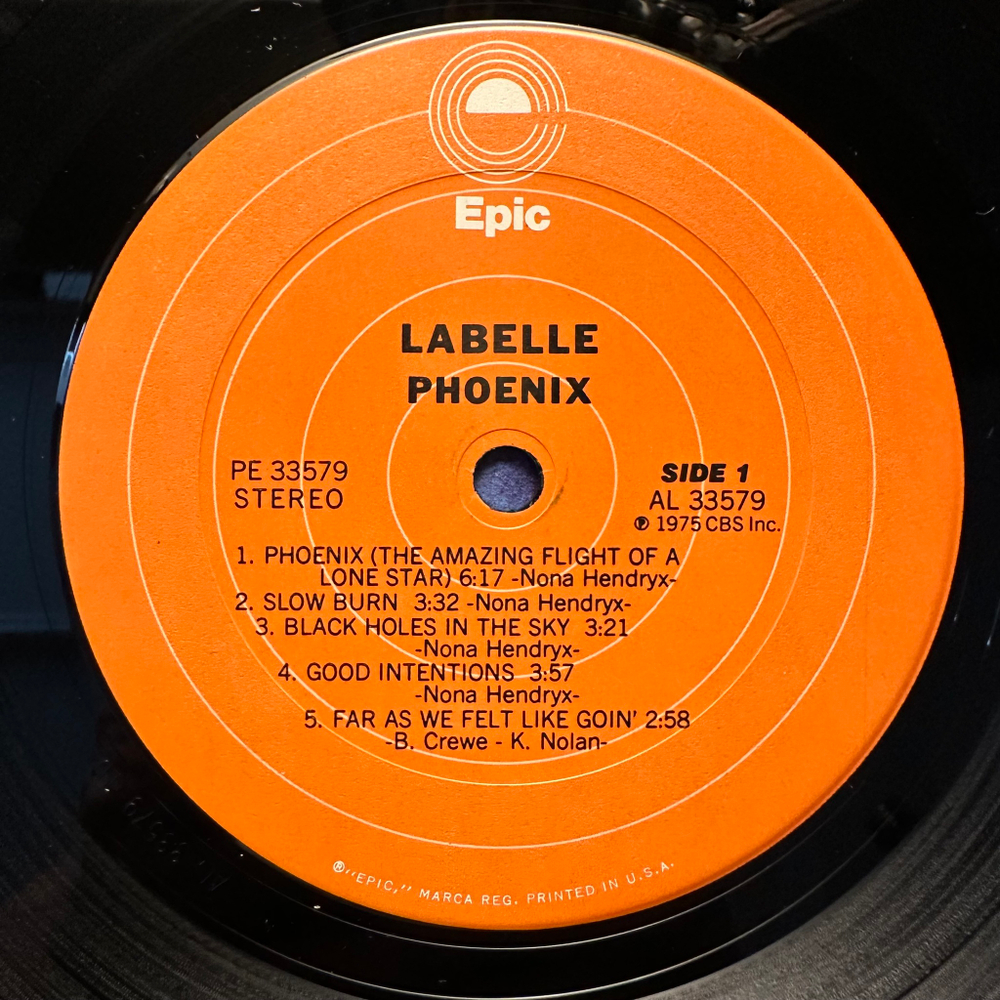 Epic
LABELLE
PHOENIX
PE 33579
STEREO
SIDE 1
AL 33579
℗ 1975 CBS Inc.
1. PHOENIX (THE AMAZING FLIGHT OF A
LONE STAR) 6:17 -Nona Hendryx-
2. SLOW BURN 3:32 -Nona Hendryx-
3. BLACK HOLES IN THE SKY 3:21
-Nona Hendryx-
4. GOOD INTENTIONS 3:57
-Nona Hendryx-
5. FAR AS WE FELT LIKE GOIN' 2:58
-B. Crewe - K. Nolan-
®"EPIC," MARCA REG. PRINTED IN U.S.A.